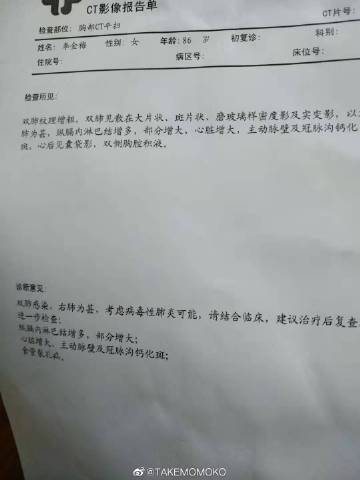 CT影像报告单
CT片号：
检查部位：胸部CT平扫
科别：
姓名：李金梅 性别：女 年龄：86 岁 初复诊：
住院号： 病区号： 床位号：
检查所见：
双肺纹理增粗，双肺见散在大片状、斑片状、磨玻璃样密度影及实变影，以
肺为甚，纵膈内淋巴结增多，部分增大，心脏增大，主动脉壁及冠脉沟钙化
斑。心后见囊袋影，双侧胸腔积液。
诊断意见：
双肺感染，右肺为甚，考虑病毒性肺炎可能，请结合临床，建议治疗后复查
进一步检查；
纵膈内淋巴结增多，部分增大；
心脏增大，主动脉壁及冠脉沟钙化斑；
食管裂孔疝。
@TAKEMOMOKO